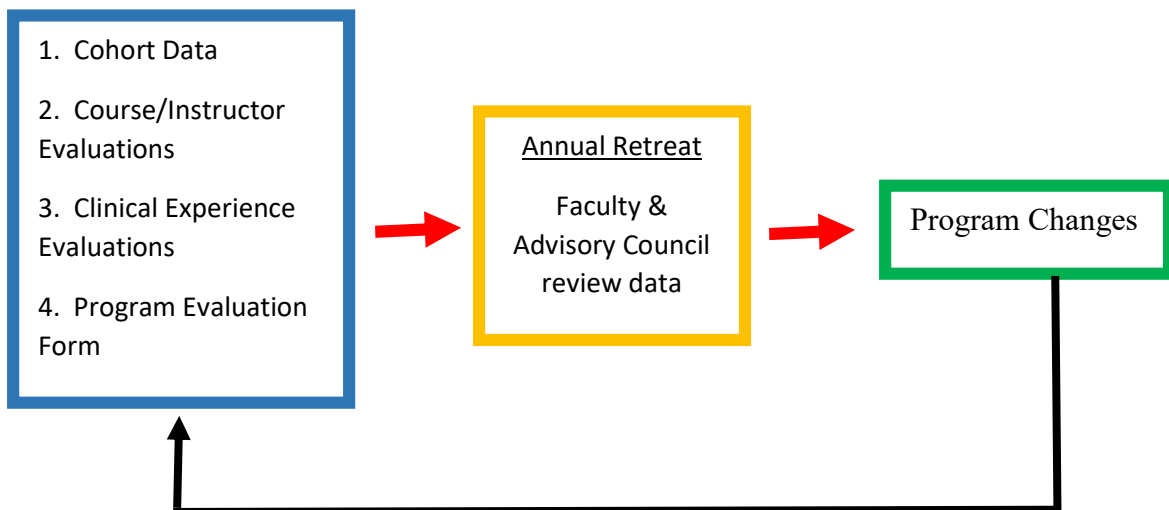 1. Cohort Data
2. Course/Instructor
Evaluations
3. Clinical Experience
Evaluations
4. Program Evaluation
Form
Annual Retreat
Faculty &
Advisory Council
review data
Program Changes